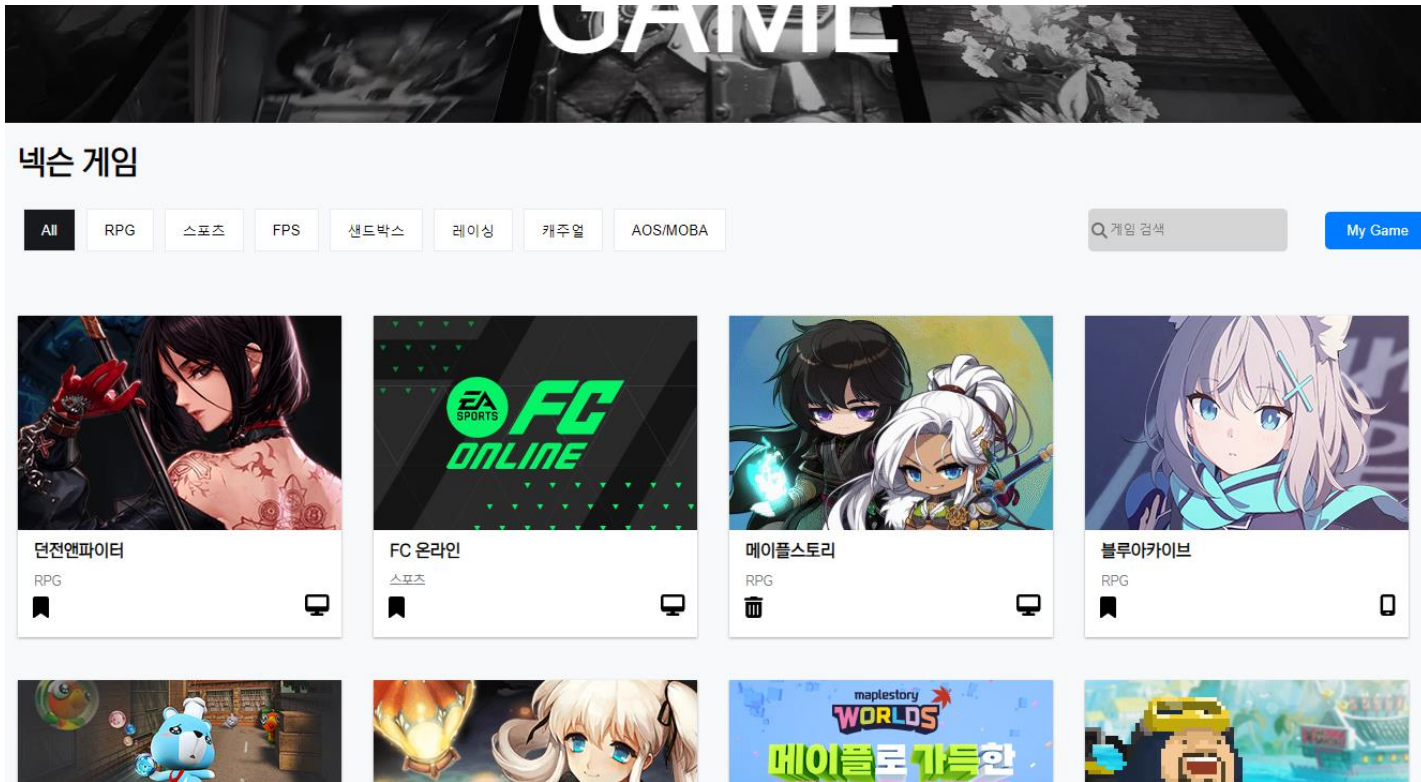 GAME
넥슨 게임
All RPG 스포츠 FPS 샌드박스 레이싱 캐주얼 AOS/MOBA 게임 검색 My Game
EA
SPORTS
FC
ONLINE
던전앤파이터 FC 온라인 메이플스토리 블루아카이브
RPG 스포츠 RPG RPG
maplestory
WORLDS
메이플로 가득한